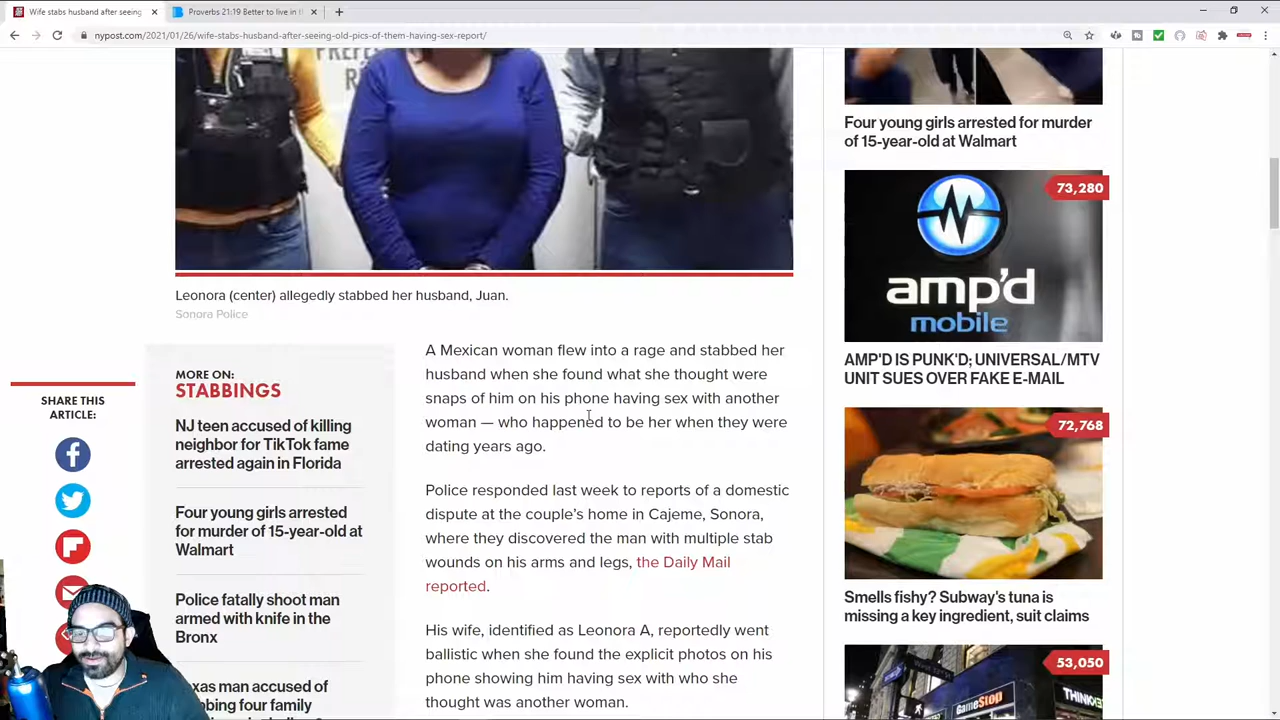 Wife stabs husband after seeing
Proverbs 21:19 Better to live in
nypost.com/2021/01/26/wife-stabs-husband-after-seeing-old-pics-of-them-having-sex-report/
Leonora (center) allegedly stabbed her husband, Juan.
Sonora Police
SHARE THIS
ARTICLE:
MORE ON:
STABBINGS
NJ teen accused of killing
neighbor for TikTok fame
arrested again in Florida
Four young girls arrested
for murder of 15-year-old at
Walmart
Police fatally shoot man
armed with knife in the
Bronx
xas man accused of
bbing four family
A Mexican woman flew into a rage and stabbed her
husband when she found what she thought were
snaps of him on his phone having sex with another
woman — who happened to be her when they were
dating years ago.
Police responded last week to reports of a domestic
dispute at the couple's home in Cajeme, Sonora,
where they discovered the man with multiple stab
wounds on his arms and legs, the Daily Mail
reported.
His wife, identified as Leonora A, reportedly went
ballistic when she found the explicit photos on his
phone showing him having sex with who she
thought was another woman.
Four young girls arrested for murder
of 15-year-old at Walmart
73,280
amp'd
mobile
AMP'D IS PUNK'D; UNIVERSAL/MTV
UNIT SUES OVER FAKE E-MAIL
72,768
Smells fishy? Subway's tuna is
missing a key ingredient, suit claims
53,050
GameStop